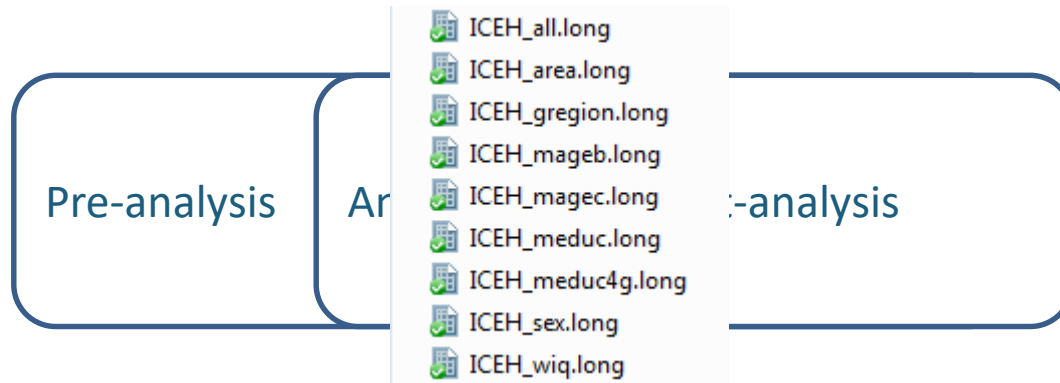 ICEH_all.long
ICEH_area.long
ICEH_gregion.long
ICEH_mageb.long
ICEH_magec.long
ICEH_meduc.long
ICEH_meduc4g.long
ICEH_sex.long
ICEH_wiq.long
Pre-analysis
-analysis